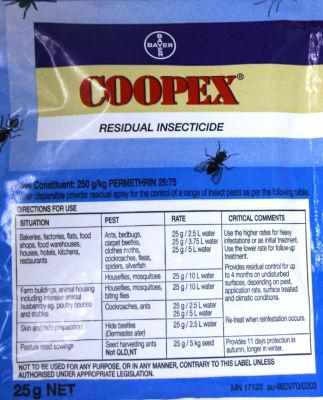 BAYER
BAYER
COOPEX®
RESIDUAL INSECTICIDE
Constituent: 250 g/kg PERMETHRIN 25:75
dispersible powder residual spray for the control of a range of insect pests as per the following table.
DIRECTIONS FOR USE
SITUATION PEST RATE CRITICAL COMMENTS
Bakeries, factories, flats, food shops, food warehouses, houses, hotels, kitchens, restaurants
Ants, bedbugs, carpet beetles, clothes moths, cockroaches, fleas, spiders, silverfish
25 g / 2.5 L water
25 g / 3.75 L water
25 g / 5 L water
Use the higher rates for heavy infestations or as initial treatment. Use the lower rate for follow-up treatment.
Houseflies, mosquitoes 25 g / 10 L water
Provides residual control for up to 4 months on undisturbed surfaces, depending on pest, application rate, surface treated and climatic conditions.
Farm buildings, animal housing including intensive animal husbandry eg. poultry houses and stables
Houseflies, mosquitoes, biting flies
25 g / 10 L water
Cockroaches, ants
25 g / 2.5 L water
25 g / 5 L water
Re-treat when reinfestation occurs.
Skin and hide preparation
Hide beetles
(Dermestes ater)
25 g / 2.5 L water
Pasture seed sowings
Seed harvesting ants
Not QLD,NT
25 g / 5 kg seed
Provides 11 days protection in autumn, longer in winter.
NOT TO BE USED FOR ANY PURPOSE, OR IN ANY MANNER, CONTRARY TO THIS LABEL UNLESS
AUTHORISED UNDER APPROPRIATE LEGISLATION.
25g NET
MN 17125 au-982970/0303